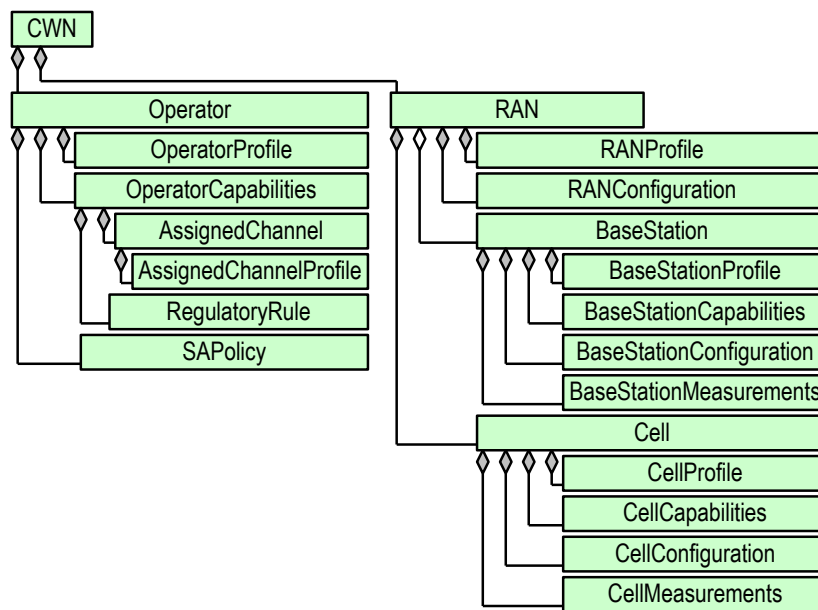 CWN
Operator
OperatorProfile
OperatorCapabilities
AssignedChannel
AssignedChannelProfile
RegulatoryRule
SAPolicy
RAN
RANProfile
RANConfiguration
BaseStation
BaseStationProfile
BaseStationCapabilities
BaseStationConfiguration
BaseStationMeasurements
Cell
CellProfile
CellCapabilities
CellConfiguration
CellMeasurements